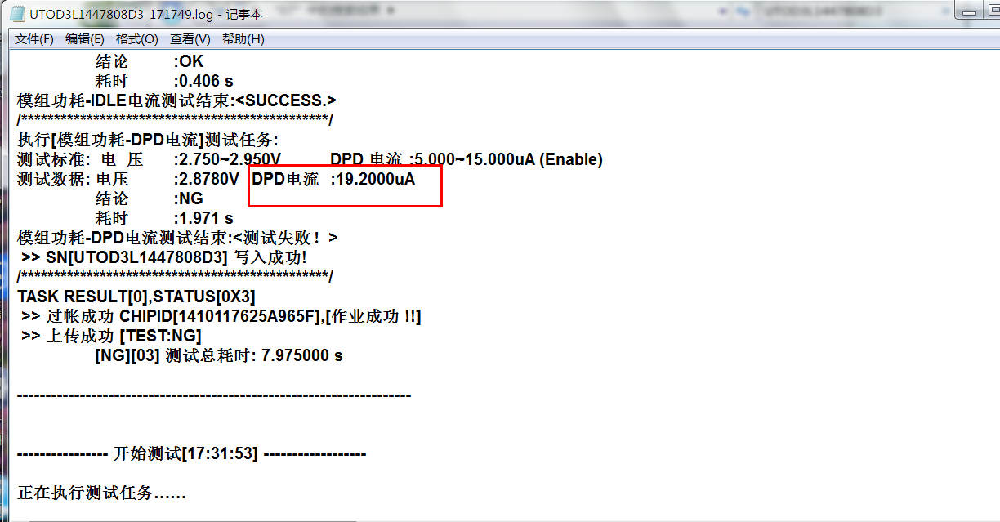 UTOD3L1447808D3_171749.log - 记事本
文件(F) 编辑(E) 格式(O) 查看(V) 帮助(H)
结论 :OK
耗时 :0.406 s
模组功耗-IDLE电流测试结束:<SUCCESS.>
/***********************************************/
执行[模组功耗-DPD电流]测试任务:
测试标准: 电 压 :2.750~2.950V DPD 电流 :5.000~15.000uA (Enable)
测试数据: 电压 :2.8780V DPD电流 :19.2000uA
结论 :NG
耗时 :1.971 s
模组功耗-DPD电流测试结束:<测试失败！>
>> SN[UTOD3L1447808D3] 写入成功!
/***********************************************/
TASK RESULT[0],STATUS[0X3]
>> 过帐成功 CHIPID[1410117625A965F],[作业成功 !!]
>> 上传成功 [TEST:NG]
[NG][03] 测试总耗时: 7.975000 s
---------------------------------------------------------------------
---------------- 开始测试[17:31:53] ------------------
正在执行测试任务……